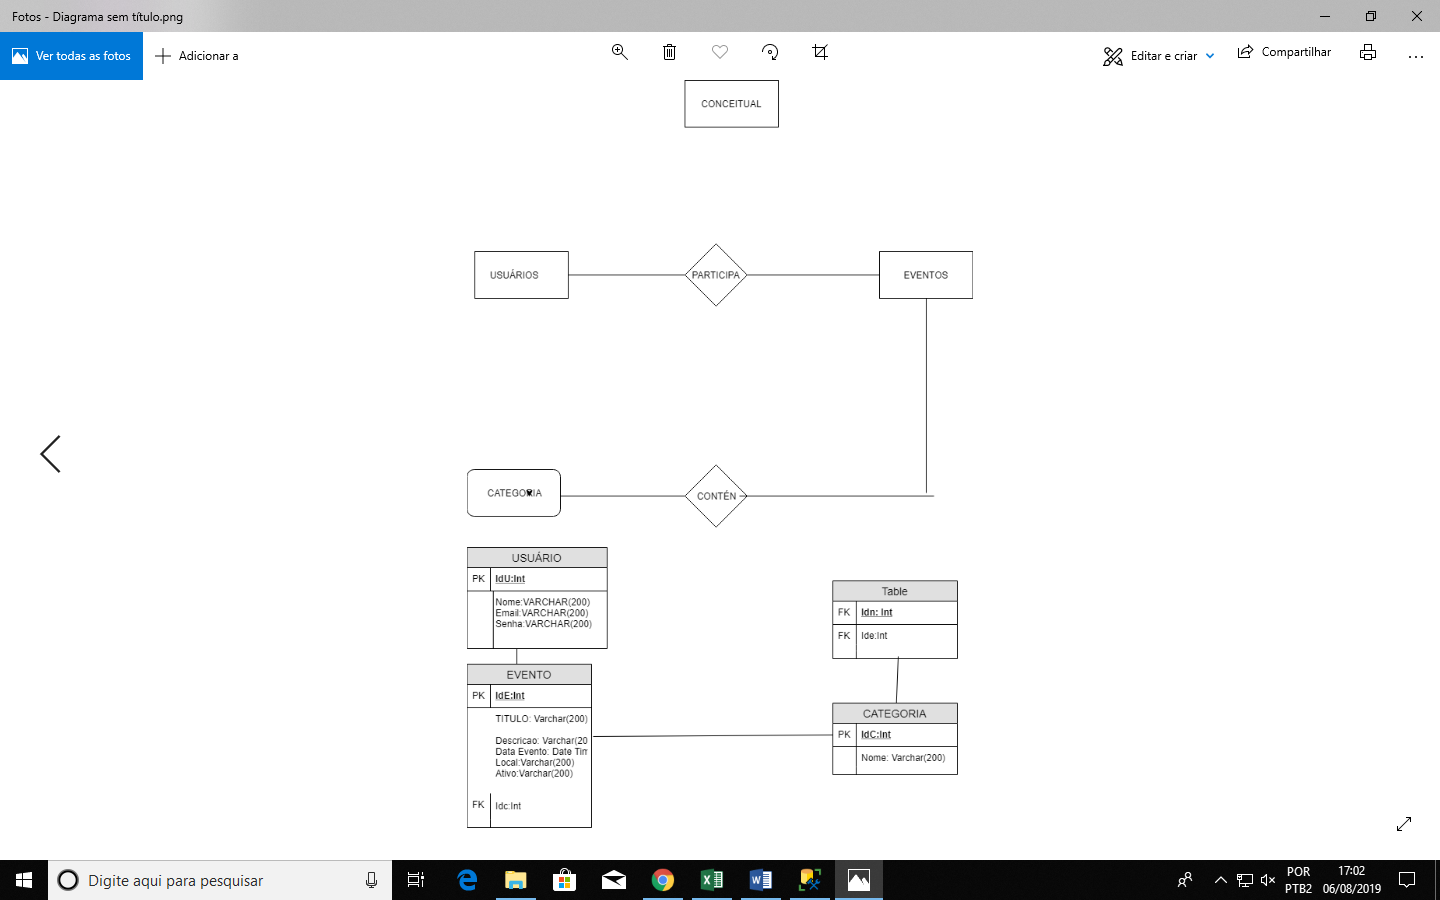 Fotos - Diagrama sem título.png
Ver todas as fotos
Adicionar a
Editar e criar
Compartilhar
CONCEITUAL
USUÁRIOS
PARTICIPA
EVENTOS
CATEGORIA
CONTÉN
USUÁRIO
PK IdU:Int
Nome:VARCHAR(200)
Email:VARCHAR(200)
Senha:VARCHAR(200)
Table
FK Idn: Int
FK Ide:Int
EVENTO
PK IdE:Int
TITULO: Varchar(200)
Descricao: Varchar(20
Data Evento: Date Tim
Local:Varchar(200)
Ativo:Varchar(200)
FK Idc:Int
CATEGORIA
PK IdC:Int
Nome: Varchar(200)
Digite aqui para pesquisar
POR
PTB2
17:02
06/08/2019